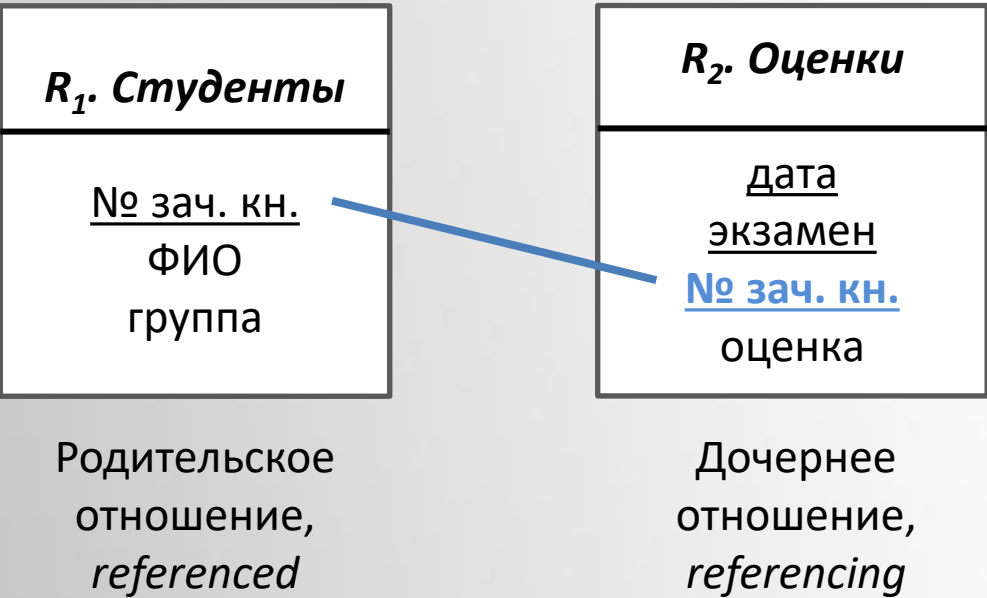 R₁. Студенты
№ зач. кн.
ФИО
группа
Родительское
отношение,
referenced
R₂. Оценки
дата
экзамен
№ зач. кн.
оценка
Дочернее
отношение,
referencing